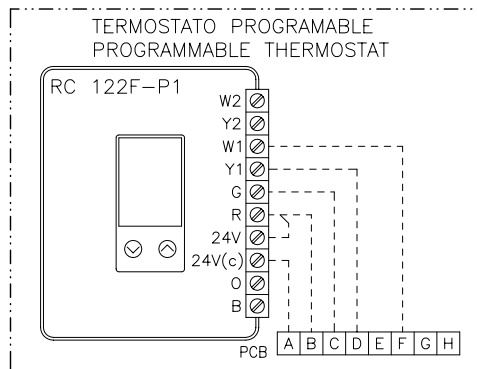 TERMOSTATO PROGRAMABLE
PROGRAMMABLE THERMOSTAT
RC 122F-P1
W2
Y2
W1
Y1
G
R
24V
24V(c)
O
B
PCB
A B C D E F G H